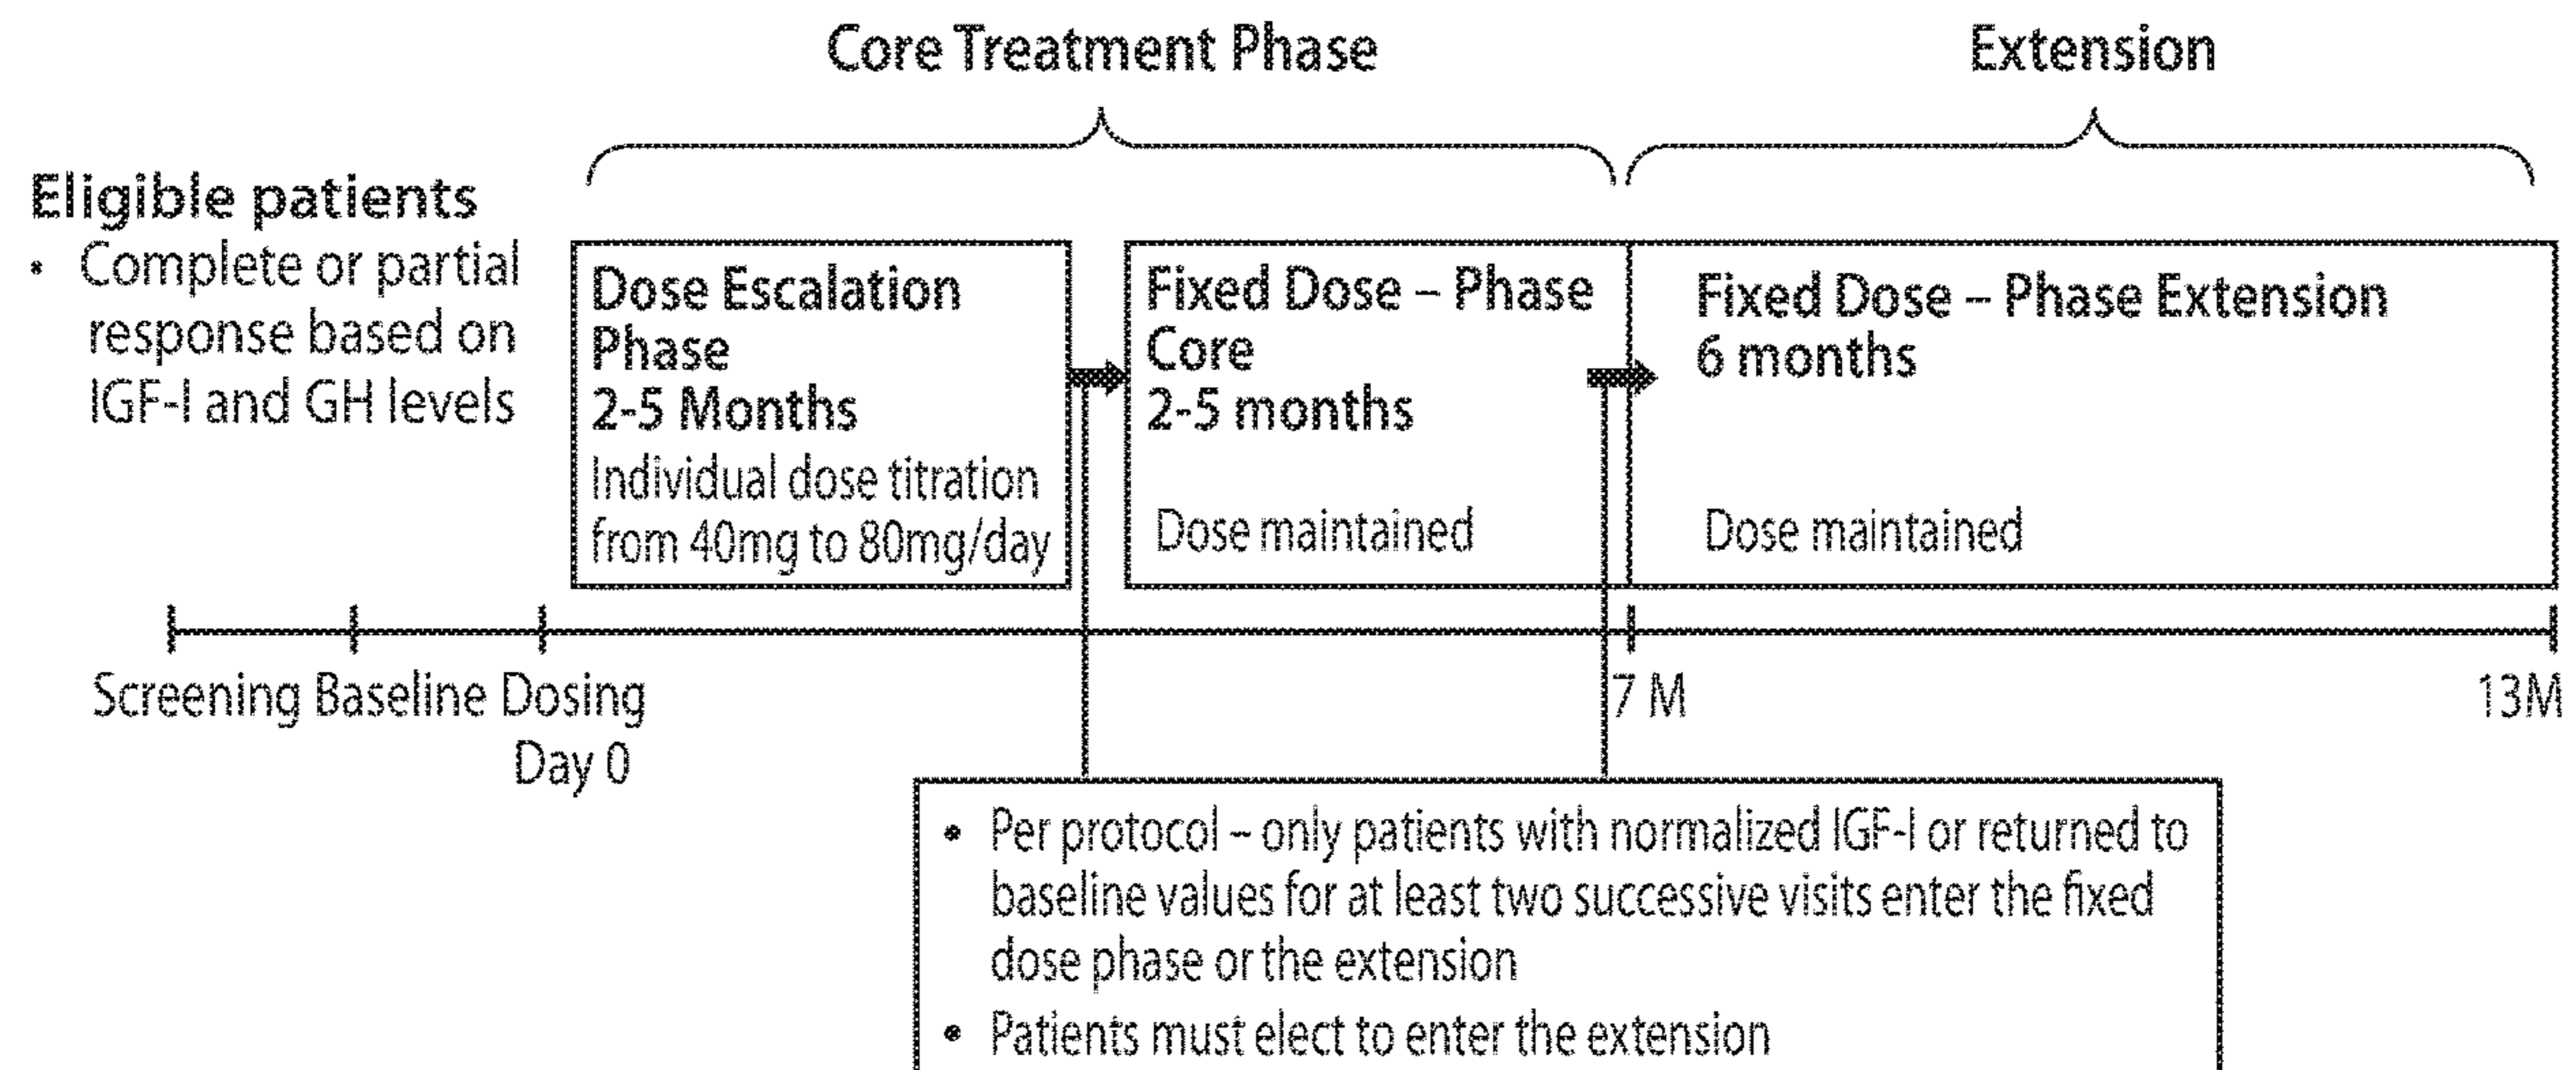 Core Treatment Phase
Extension
Eligible patients
• Complete or partial
response based on
IGF-I and GH levels
Dose Escalation
Phase
2-5 Months
Individual dose titration
from 40mg to 80mg/day
Fixed Dose – Phase
Core
2-5 months
Dose maintained
Fixed Dose – Phase Extension
6 months
Dose maintained
Screening Baseline Dosing
Day 0
7 M
13M
• Per protocol – only patients with normalized IGF-I or returned to
baseline values for at least two successive visits enter the fixed
dose phase or the extension
• Patients must elect to enter the extension